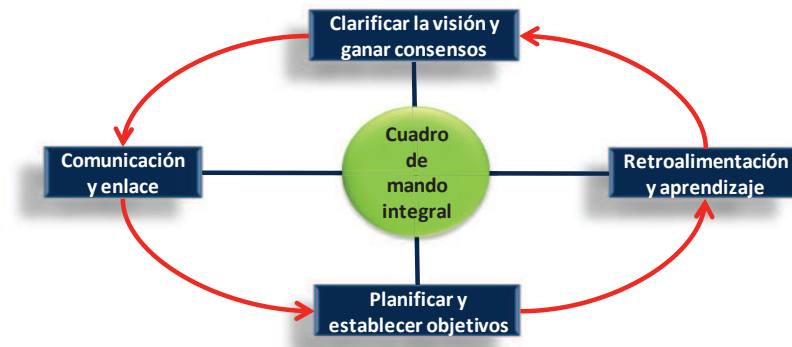 Clarificar la visión y
ganar consensos
Cuadro
de
mando
integral
Comunicación
y enlace
Retroalimentación
y aprendizaje
Planificar y
establecer objetivos